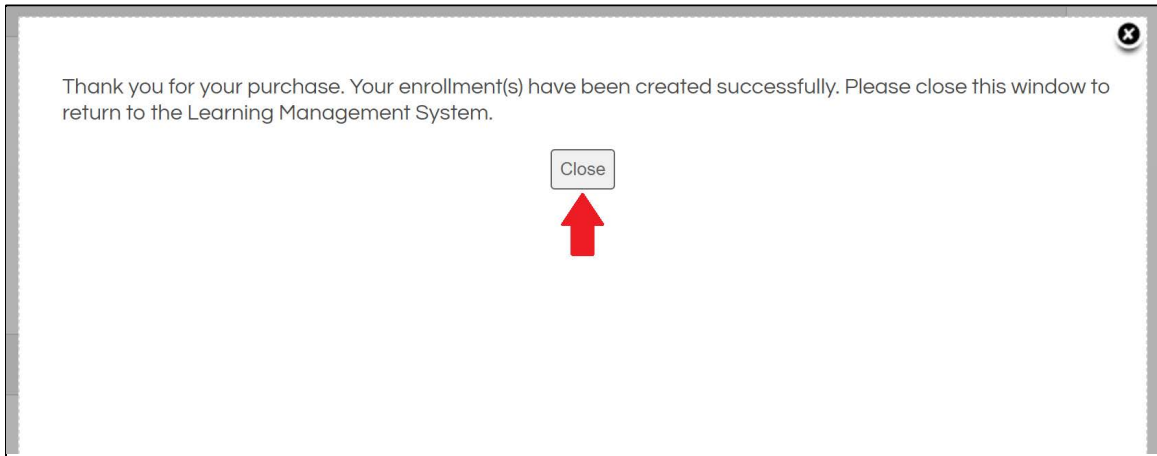 Thank you for your purchase. Your enrollment(s) have been created successfully. Please close this window to
return to the Learning Management System.
Close